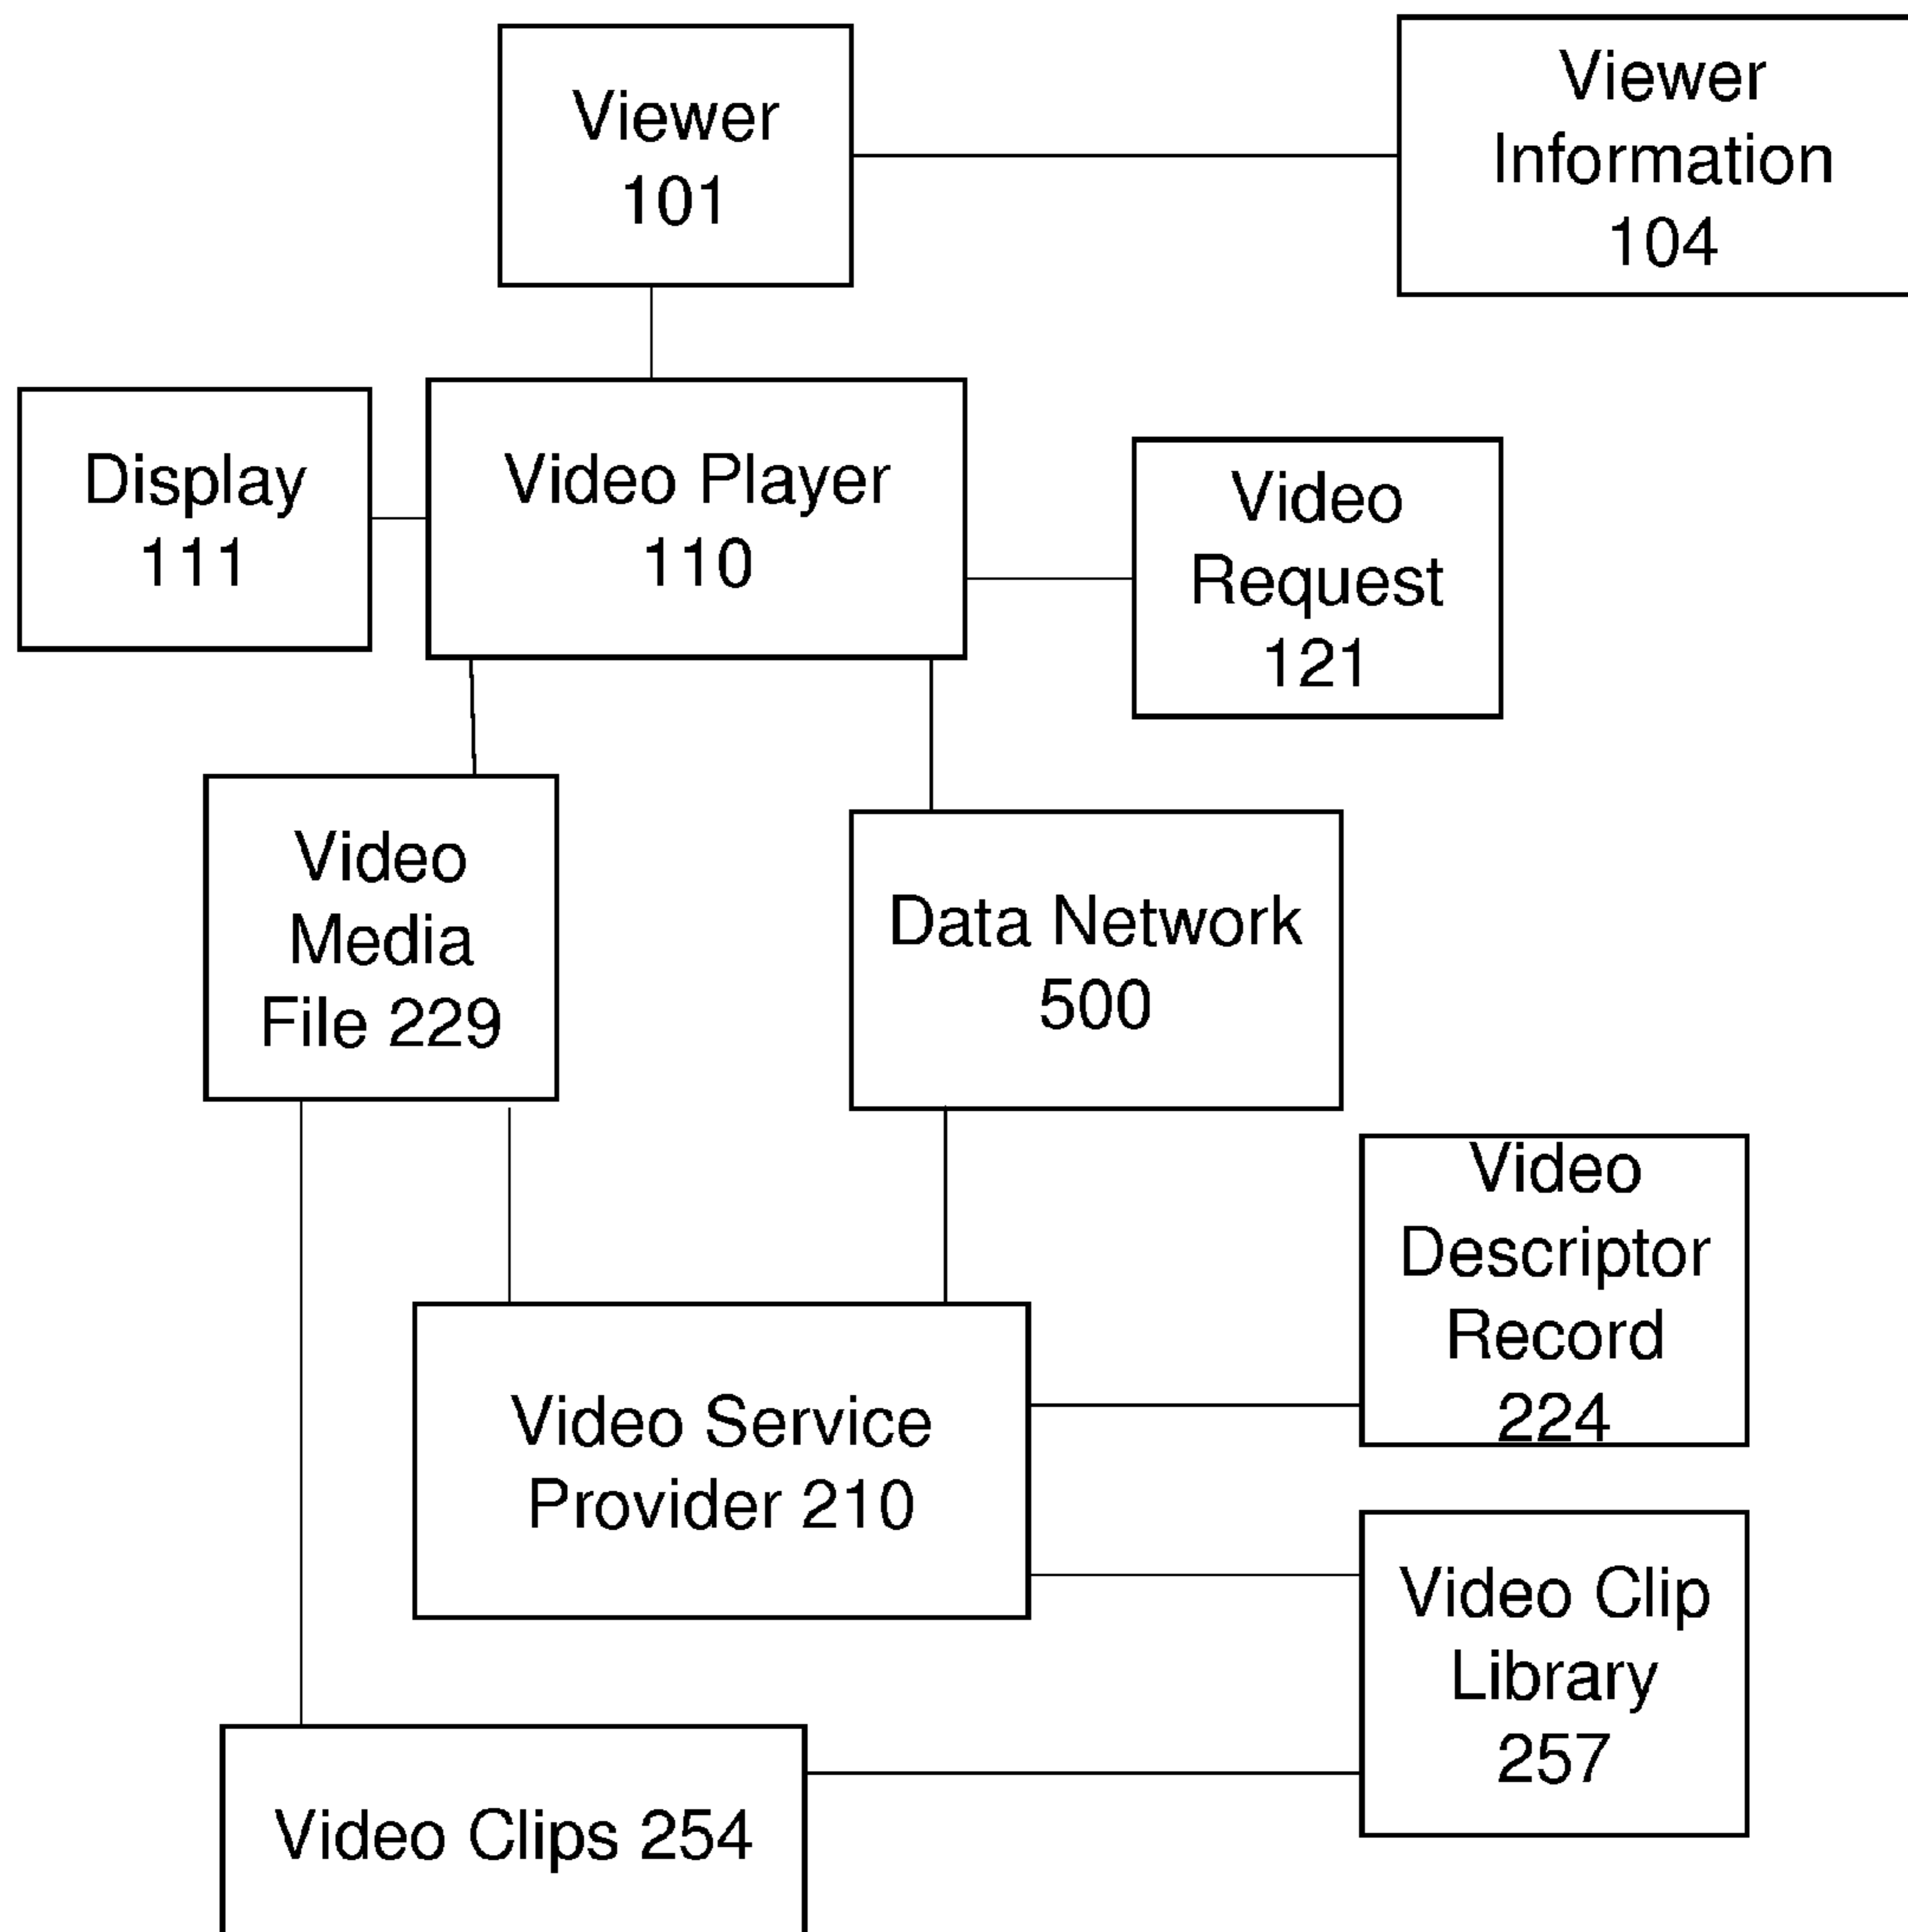 Viewer
101
Viewer
Information
104
Display
111
Video Player
110
Video
Request
121
Video
Media
File 229
Data Network
500
Video
Descriptor
Record
224
Video Service
Provider 210
Video Clip
Library
257
Video Clips 254